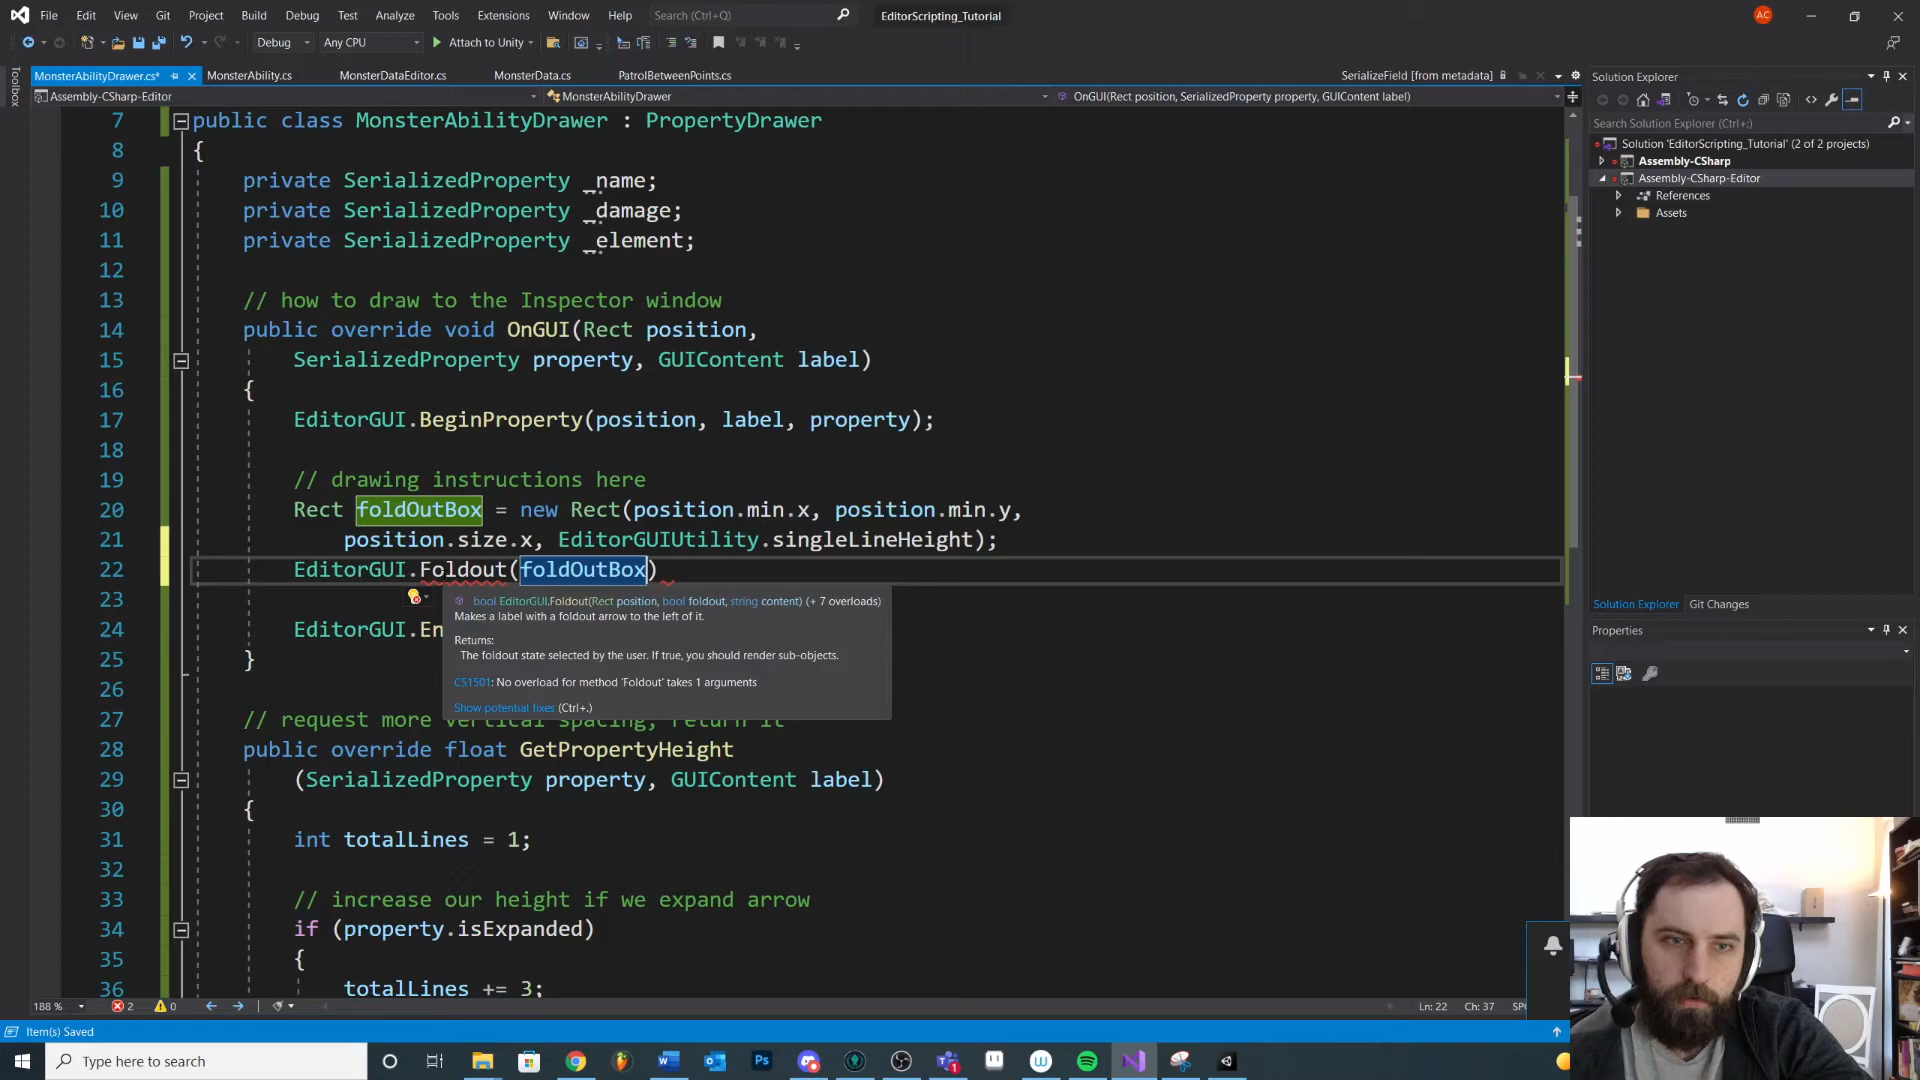 File Edit View Git Project Build Debug Test Analyze Tools Extensions Window Help Search (Ctrl+Q) EditorScripting_Tutorial AC
Debug Any CPU Attach to Unity
Toolbox
MonsterAbilityDrawer.cs* MonsterAbility.cs MonsterDataEditor.cs MonsterData.cs PatrolBetweenPoints.cs SerializeField [from metadata]
Assembly-CSharp-Editor MonsterAbilityDrawer OnGUI(Rect position, SerializedProperty property, GUIContent label)
7 public class MonsterAbilityDrawer : PropertyDrawer
8 {
9 private SerializedProperty _name;
10 private SerializedProperty _damage;
11 private SerializedProperty _element;
12
13 // how to draw to the Inspector window
14 public override void OnGUI(Rect position,
15 SerializedProperty property, GUIContent label)
16 {
17 EditorGUI.BeginProperty(position, label, property);
18
19 // drawing instructions here
20 Rect foldOutBox = new Rect(position.min.x, position.min.y,
21 position.size.x, EditorGUIUtility.singleLineHeight);
22 EditorGUI.Foldout(foldOutBox)
23
bool EditorGUI.Foldout(Rect position, bool foldout, string content) (+ 7 overloads)
Makes a label with a foldout arrow to the left of it.
24 EditorGUI.En
Returns:
The foldout state selected by the user. If true, you should render sub-objects.
25 }
CS1501: No overload for method 'Foldout' takes 1 arguments
26
Show potential fixes (Ctrl+.)
27 // request more vertical spacing, return it
28 public override float GetPropertyHeight
29 (SerializedProperty property, GUIContent label)
30 {
31 int totalLines = 1;
32
33 // increase our height if we expand arrow
34 if (property.isExpanded)
35 {
36 totalLines += 3;
188 % 2 0 Ln: 22 Ch: 37
Item(s) Saved
Solution Explorer
Search Solution Explorer (Ctrl+;)
Solution 'EditorScripting_Tutorial' (2 of 2 projects)
Assembly-CSharp
Assembly-CSharp-Editor
References
Assets
Solution Explorer Git Changes
Properties
Type here to search